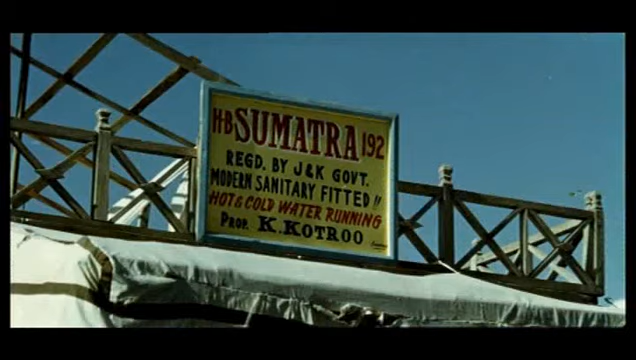 H·B SUMATRA 192
REGD. BY J&K GOVT.
MODERN SANITARY FITTED !!
HOT & COLD WATER RUNNING
PROP. K.KOTROO